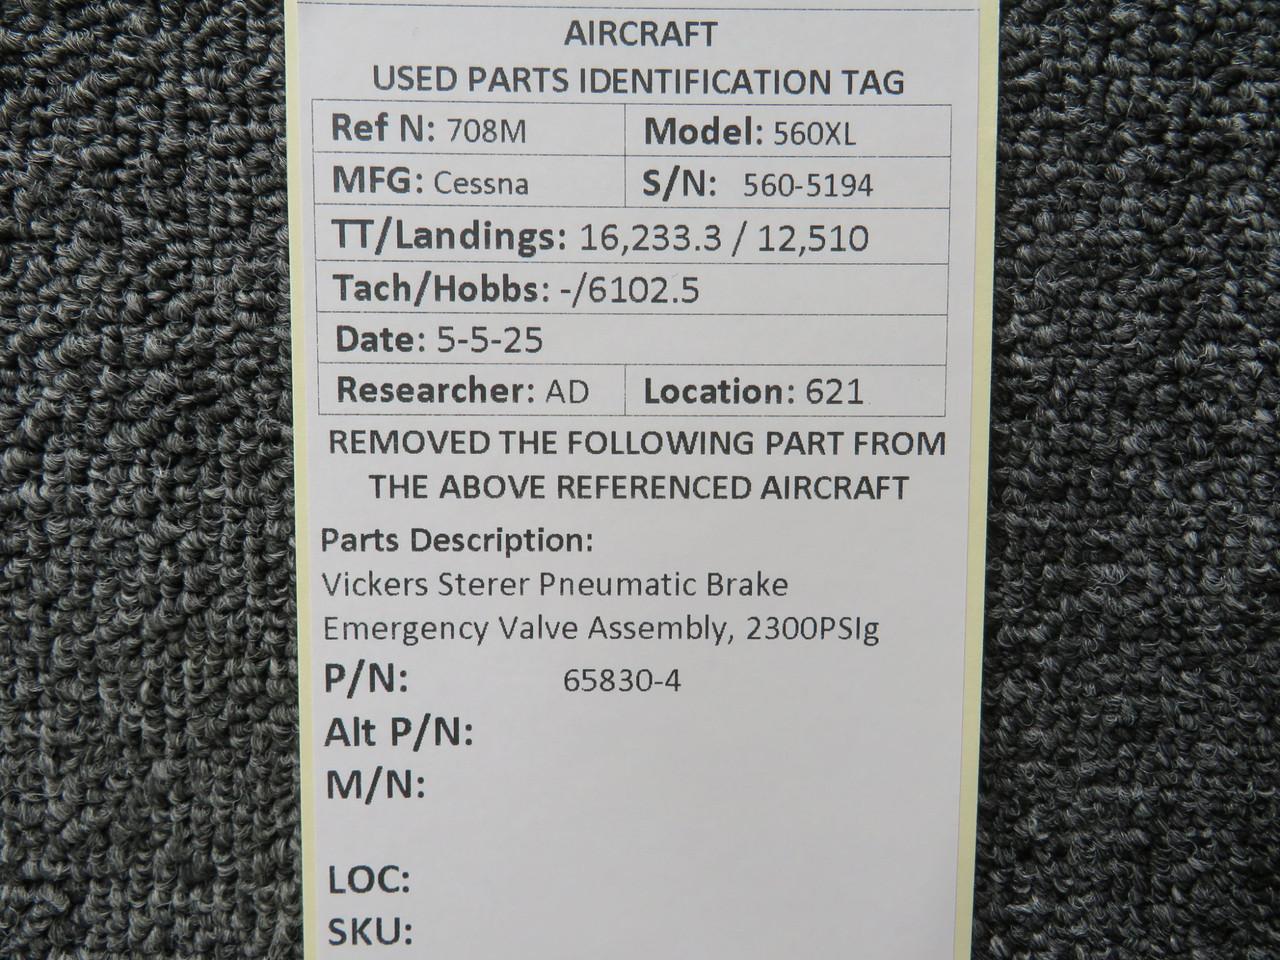 AIRCRAFT
USED PARTS IDENTIFICATION TAG
Ref N: 708M Model: 560XL
MFG: Cessna S/N: 560-5194
TT/Landings: 16,233.3 / 12,510
Tach/Hobbs: -/6102.5
Date: 5-5-25
Researcher: AD Location: 621
REMOVED THE FOLLOWING PART FROM
THE ABOVE REFERENCED AIRCRAFT
Parts Description:
Vickers Sterer Pneumatic Brake
Emergency Valve Assembly, 2300PSIg
P/N: 65830-4
Alt P/N:
M/N:
LOC:
SKU: